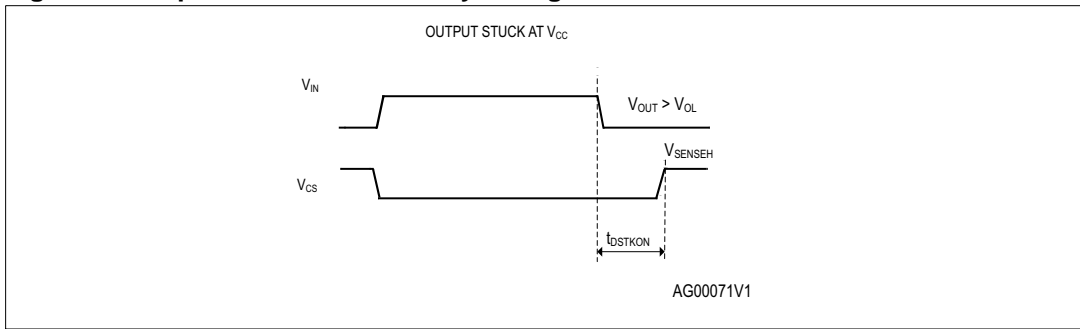 OUTPUT STUCK AT VCC
VIN
VOUT > VOL
VSENSEH
VCS
tDSTKON
AG00071V1